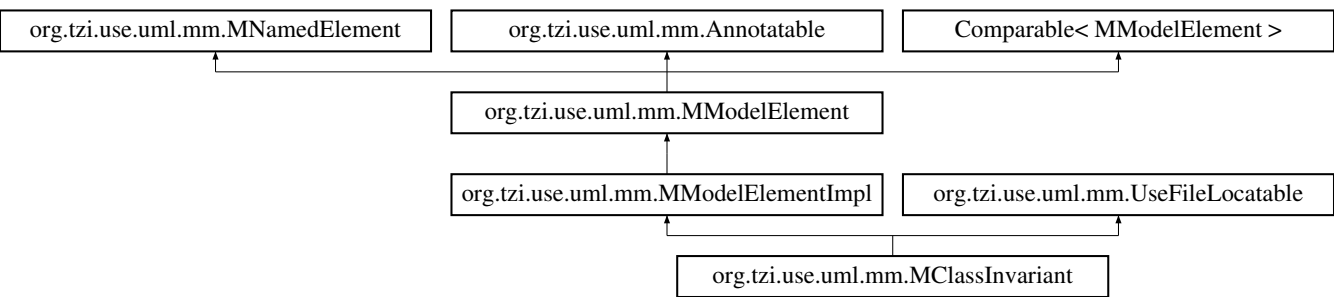 org.tzi.use.uml.mm.MNamedElement
org.tzi.use.uml.mm.Annotatable
Comparable< MModelElement >
org.tzi.use.uml.mm.MModelElement
org.tzi.use.uml.mm.MModelElementImpl
org.tzi.use.uml.mm.UseFileLocatable
org.tzi.use.uml.mm.MClassInvariant